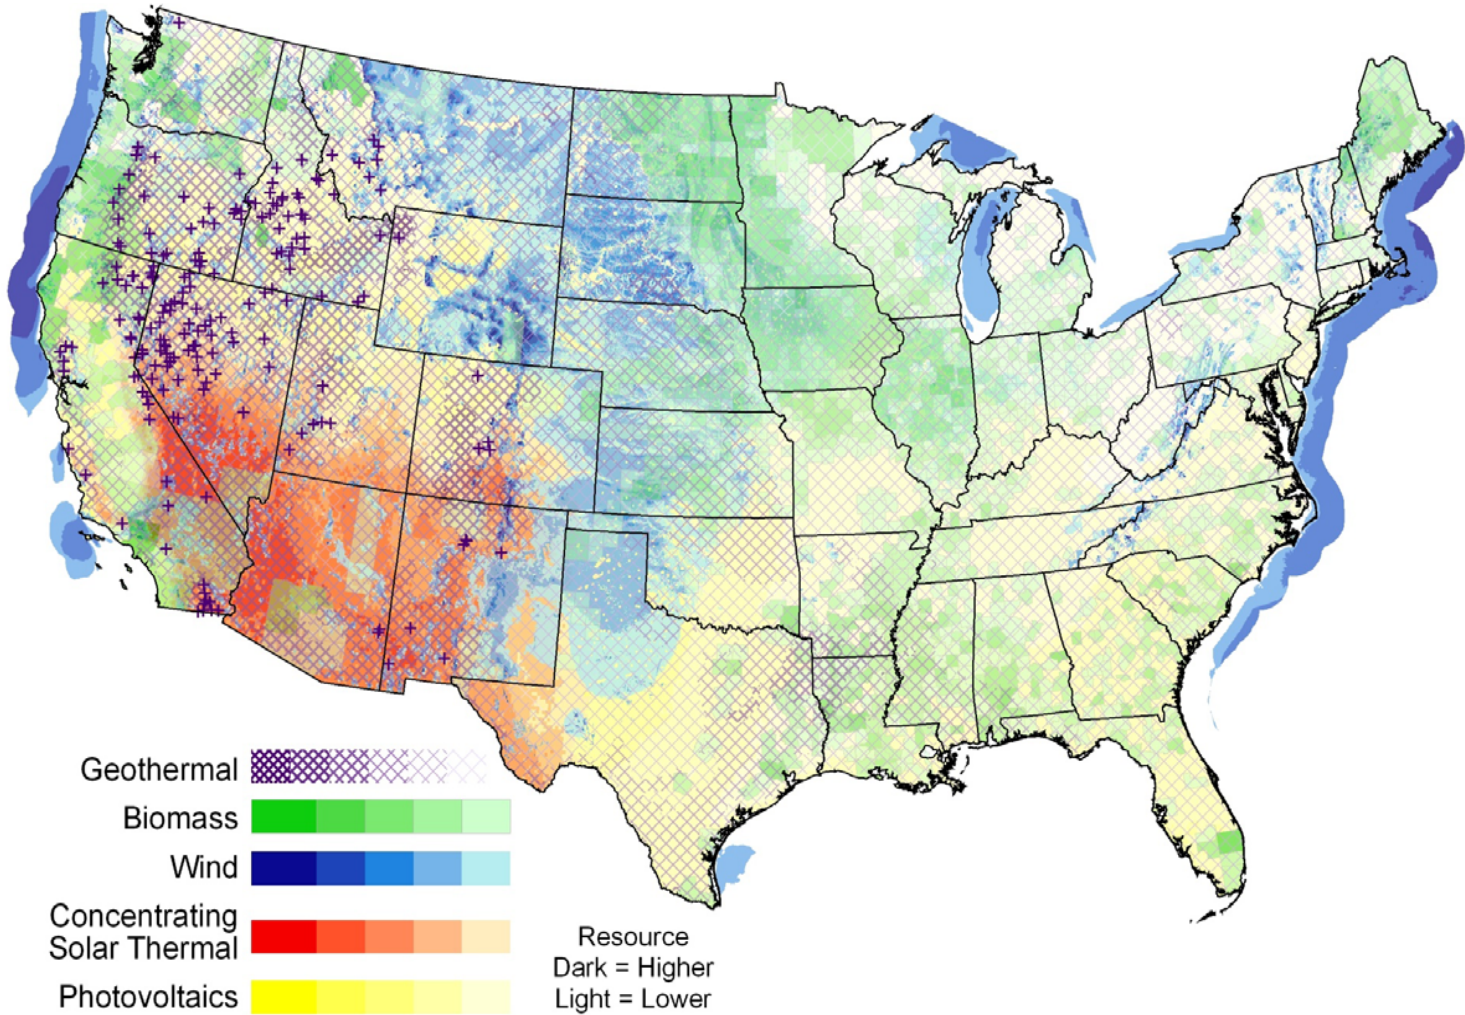 Geothermal
Biomass
Wind
Concentrating
Solar Thermal
Photovoltaics
Resource
Dark = Higher
Light = Lower